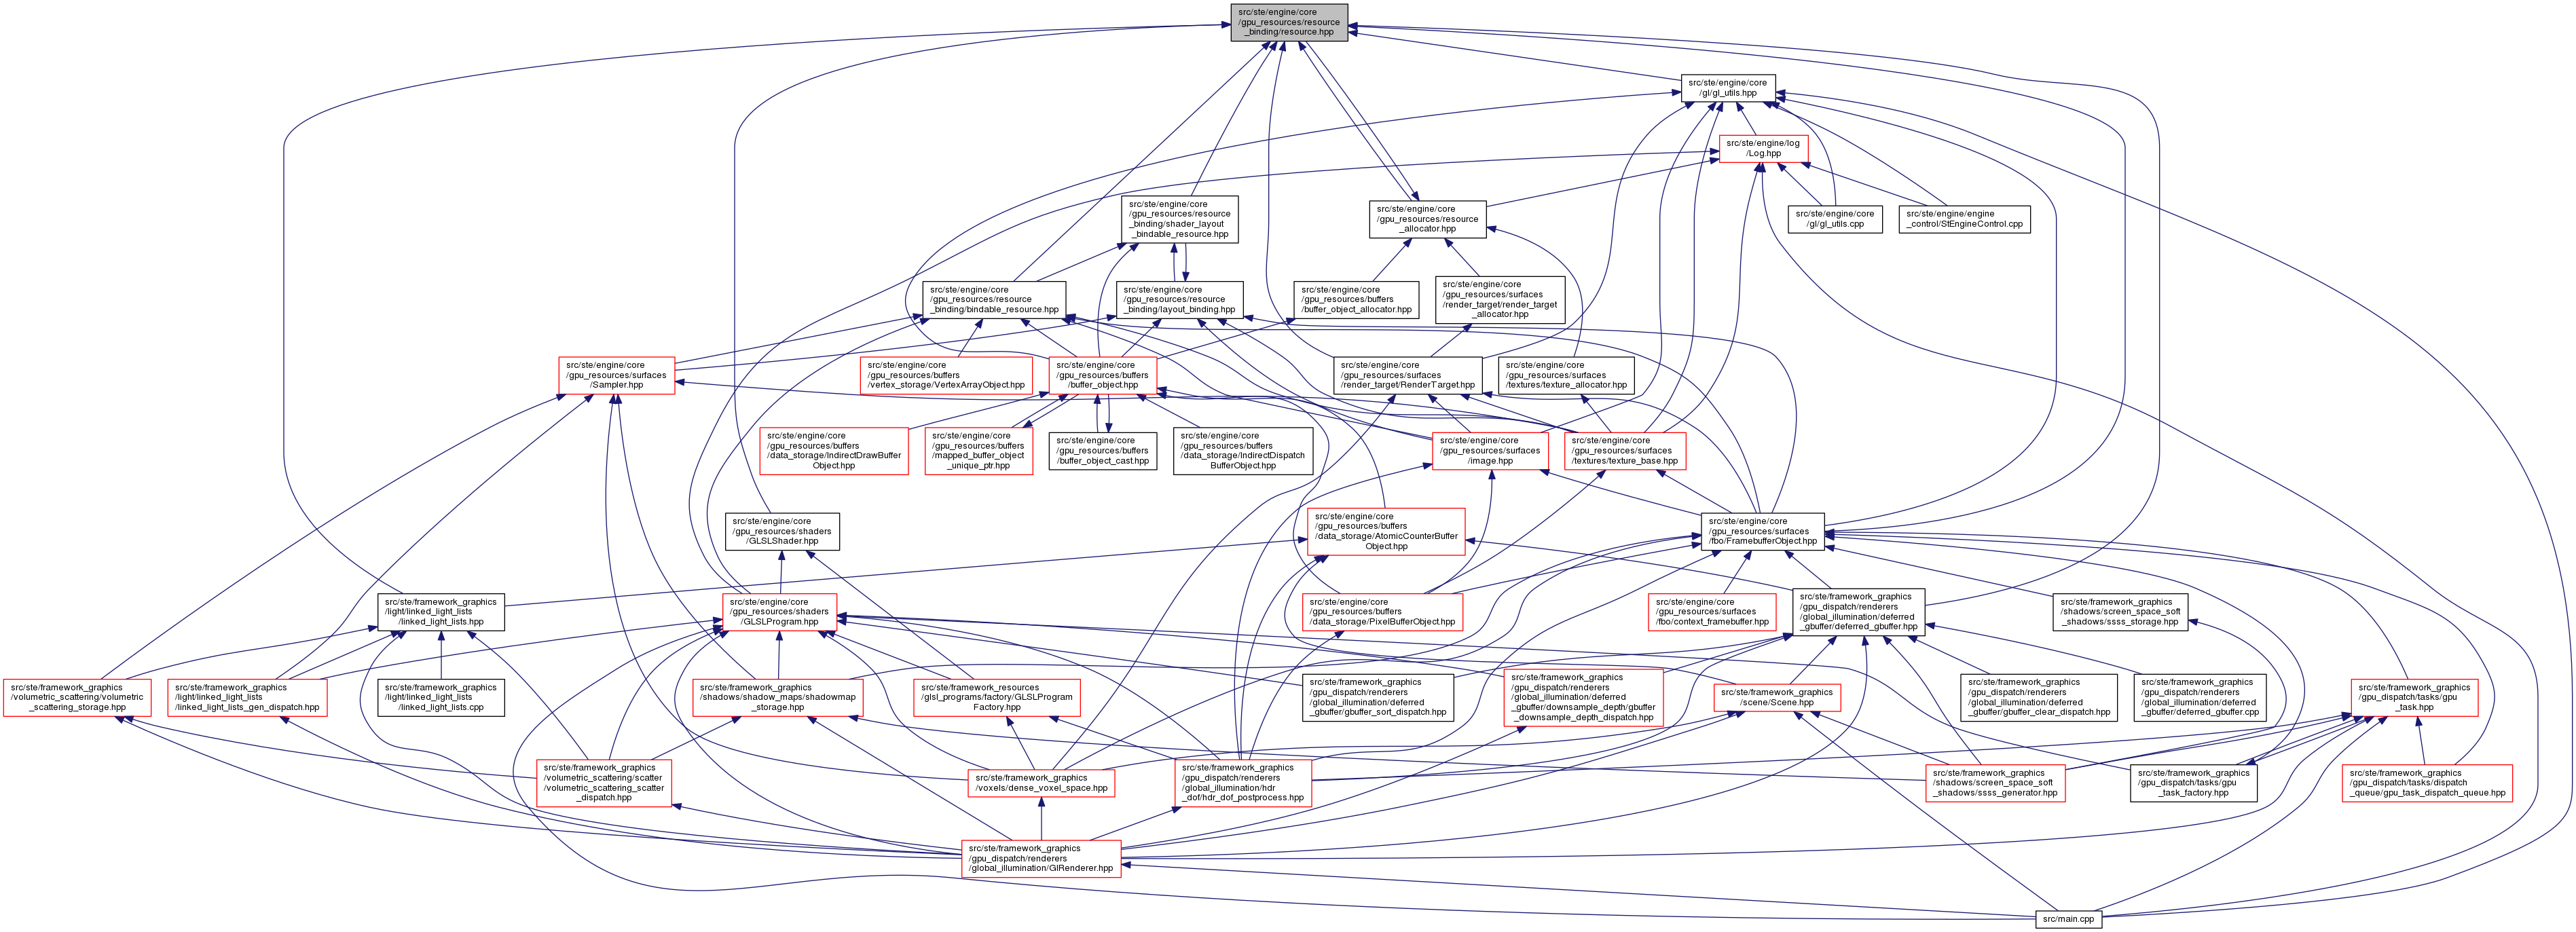 src/ste/engine/core
/gpu_resources/resource
_binding/resource.hpp
src/ste/engine/core
/gl/gl_utils.hpp
src/ste/engine/log
/Log.hpp
src/ste/engine/core
/gpu_resources/resource
_binding/shader_layout
_bindable_resource.hpp
src/ste/engine/core
/gpu_resources/resource
_allocator.hpp
src/ste/engine/core
/gl/gl_utils.cpp
src/ste/engine/engine
_control/StEngineControl.cpp
src/ste/engine/core
/gpu_resources/resource
_binding/bindable_resource.hpp
src/ste/engine/core
/gpu_resources/resource
_binding/layout_binding.hpp
src/ste/engine/core
/gpu_resources/buffers
/buffer_object_allocator.hpp
src/ste/engine/core
/gpu_resources/surfaces
/render_target/render_target
_allocator.hpp
src/ste/engine/core
/gpu_resources/surfaces
/Sampler.hpp
src/ste/engine/core
/gpu_resources/buffers
/vertex_storage/VertexArrayObject.hpp
src/ste/engine/core
/gpu_resources/buffers
/buffer_object.hpp
src/ste/engine/core
/gpu_resources/surfaces
/render_target/RenderTarget.hpp
src/ste/engine/core
/gpu_resources/surfaces
/textures/texture_allocator.hpp
src/ste/engine/core
/gpu_resources/buffers
/data_storage/IndirectDrawBuffer
Object.hpp
src/ste/engine/core
/gpu_resources/buffers
/mapped_buffer_object
_unique_ptr.hpp
src/ste/engine/core
/gpu_resources/buffers
/buffer_object_cast.hpp
src/ste/engine/core
/gpu_resources/buffers
/data_storage/IndirectDispatch
BufferObject.hpp
src/ste/engine/core
/gpu_resources/surfaces
/image.hpp
src/ste/engine/core
/gpu_resources/surfaces
/textures/texture_base.hpp
src/ste/engine/core
/gpu_resources/shaders
/GLSLShader.hpp
src/ste/engine/core
/gpu_resources/buffers
/data_storage/AtomicCounterBuffer
Object.hpp
src/ste/engine/core
/gpu_resources/surfaces
/fbo/FramebufferObject.hpp
src/ste/framework_graphics
/light/linked_light_lists
/linked_light_lists.hpp
src/ste/engine/core
/gpu_resources/shaders
/GLSLProgram.hpp
src/ste/engine/core
/gpu_resources/buffers
/data_storage/PixelBufferObject.hpp
src/ste/engine/core
/gpu_resources/surfaces
/fbo/context_framebuffer.hpp
src/ste/framework_graphics
/gpu_dispatch/renderers
/global_illumination/deferred
_gbuffer/deferred_gbuffer.hpp
src/ste/framework_graphics
/shadows/screen_space_soft
_shadows/ssss_storage.hpp
src/ste/framework_graphics
/volumetric_scattering/volumetric
_scattering_storage.hpp
src/ste/framework_graphics
/light/linked_light_lists
/linked_light_lists_gen_dispatch.hpp
src/ste/framework_graphics
/light/linked_light_lists
/linked_light_lists.cpp
src/ste/framework_graphics
/shadows/shadow_maps/shadowmap
_storage.hpp
src/ste/framework_resources
/glsl_programs/factory/GLSLProgram
Factory.hpp
src/ste/framework_graphics
/gpu_dispatch/renderers
/global_illumination/deferred
_gbuffer/gbuffer_sort_dispatch.hpp
src/ste/framework_graphics
/gpu_dispatch/renderers
/global_illumination/deferred
_gbuffer/downsample_depth/gbuffer
_downsample_depth_dispatch.hpp
src/ste/framework_graphics
/scene/Scene.hpp
src/ste/framework_graphics
/gpu_dispatch/renderers
/global_illumination/deferred
_gbuffer/gbuffer_clear_dispatch.hpp
src/ste/framework_graphics
/gpu_dispatch/renderers
/global_illumination/deferred
_gbuffer/deferred_gbuffer.cpp
src/ste/framework_graphics
/gpu_dispatch/tasks/gpu
_task.hpp
src/ste/framework_graphics
/volumetric_scattering/scatter
/volumetric_scattering_scatter
_dispatch.hpp
src/ste/framework_graphics
/voxels/dense_voxel_space.hpp
src/ste/framework_graphics
/gpu_dispatch/renderers
/global_illumination/hdr
_dof/hdr_dof_postprocess.hpp
src/ste/framework_graphics
/shadows/screen_space_soft
_shadows/ssss_generator.hpp
src/ste/framework_graphics
/gpu_dispatch/tasks/gpu
_task_factory.hpp
src/ste/framework_graphics
/gpu_dispatch/tasks/dispatch
_queue/gpu_task_dispatch_queue.hpp
src/ste/framework_graphics
/gpu_dispatch/renderers
/global_illumination/GIRenderer.hpp
src/main.cpp